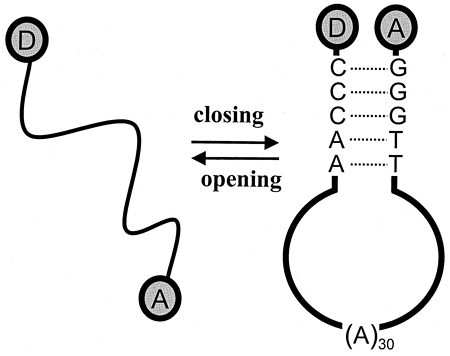 D
A
closing
opening
D A
C G
C G
C G
A T
A T
(A)30